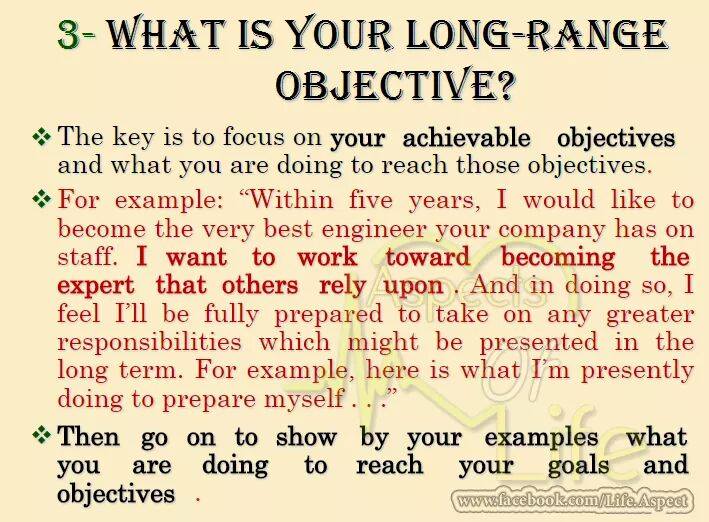 3- WHAT IS YOUR LONG-RANGE
OBJECTIVE?
❖ The key is to focus on your achievable objectives
and what you are doing to reach those objectives.
❖ For example: “Within five years, I would like to
become the very best engineer your company has on
staff. I want to work toward becoming the
expert that others rely upon . And in doing so, I
feel I’ll be fully prepared to take on any greater
responsibilities which might be presented in the
long term. For example, here is what I’m presently
doing to prepare myself . . .”
❖ Then go on to show by your examples what
you are doing to reach your goals and
objectives .
Aspects
Of
Life
www.facebook.com/Life.Aspect